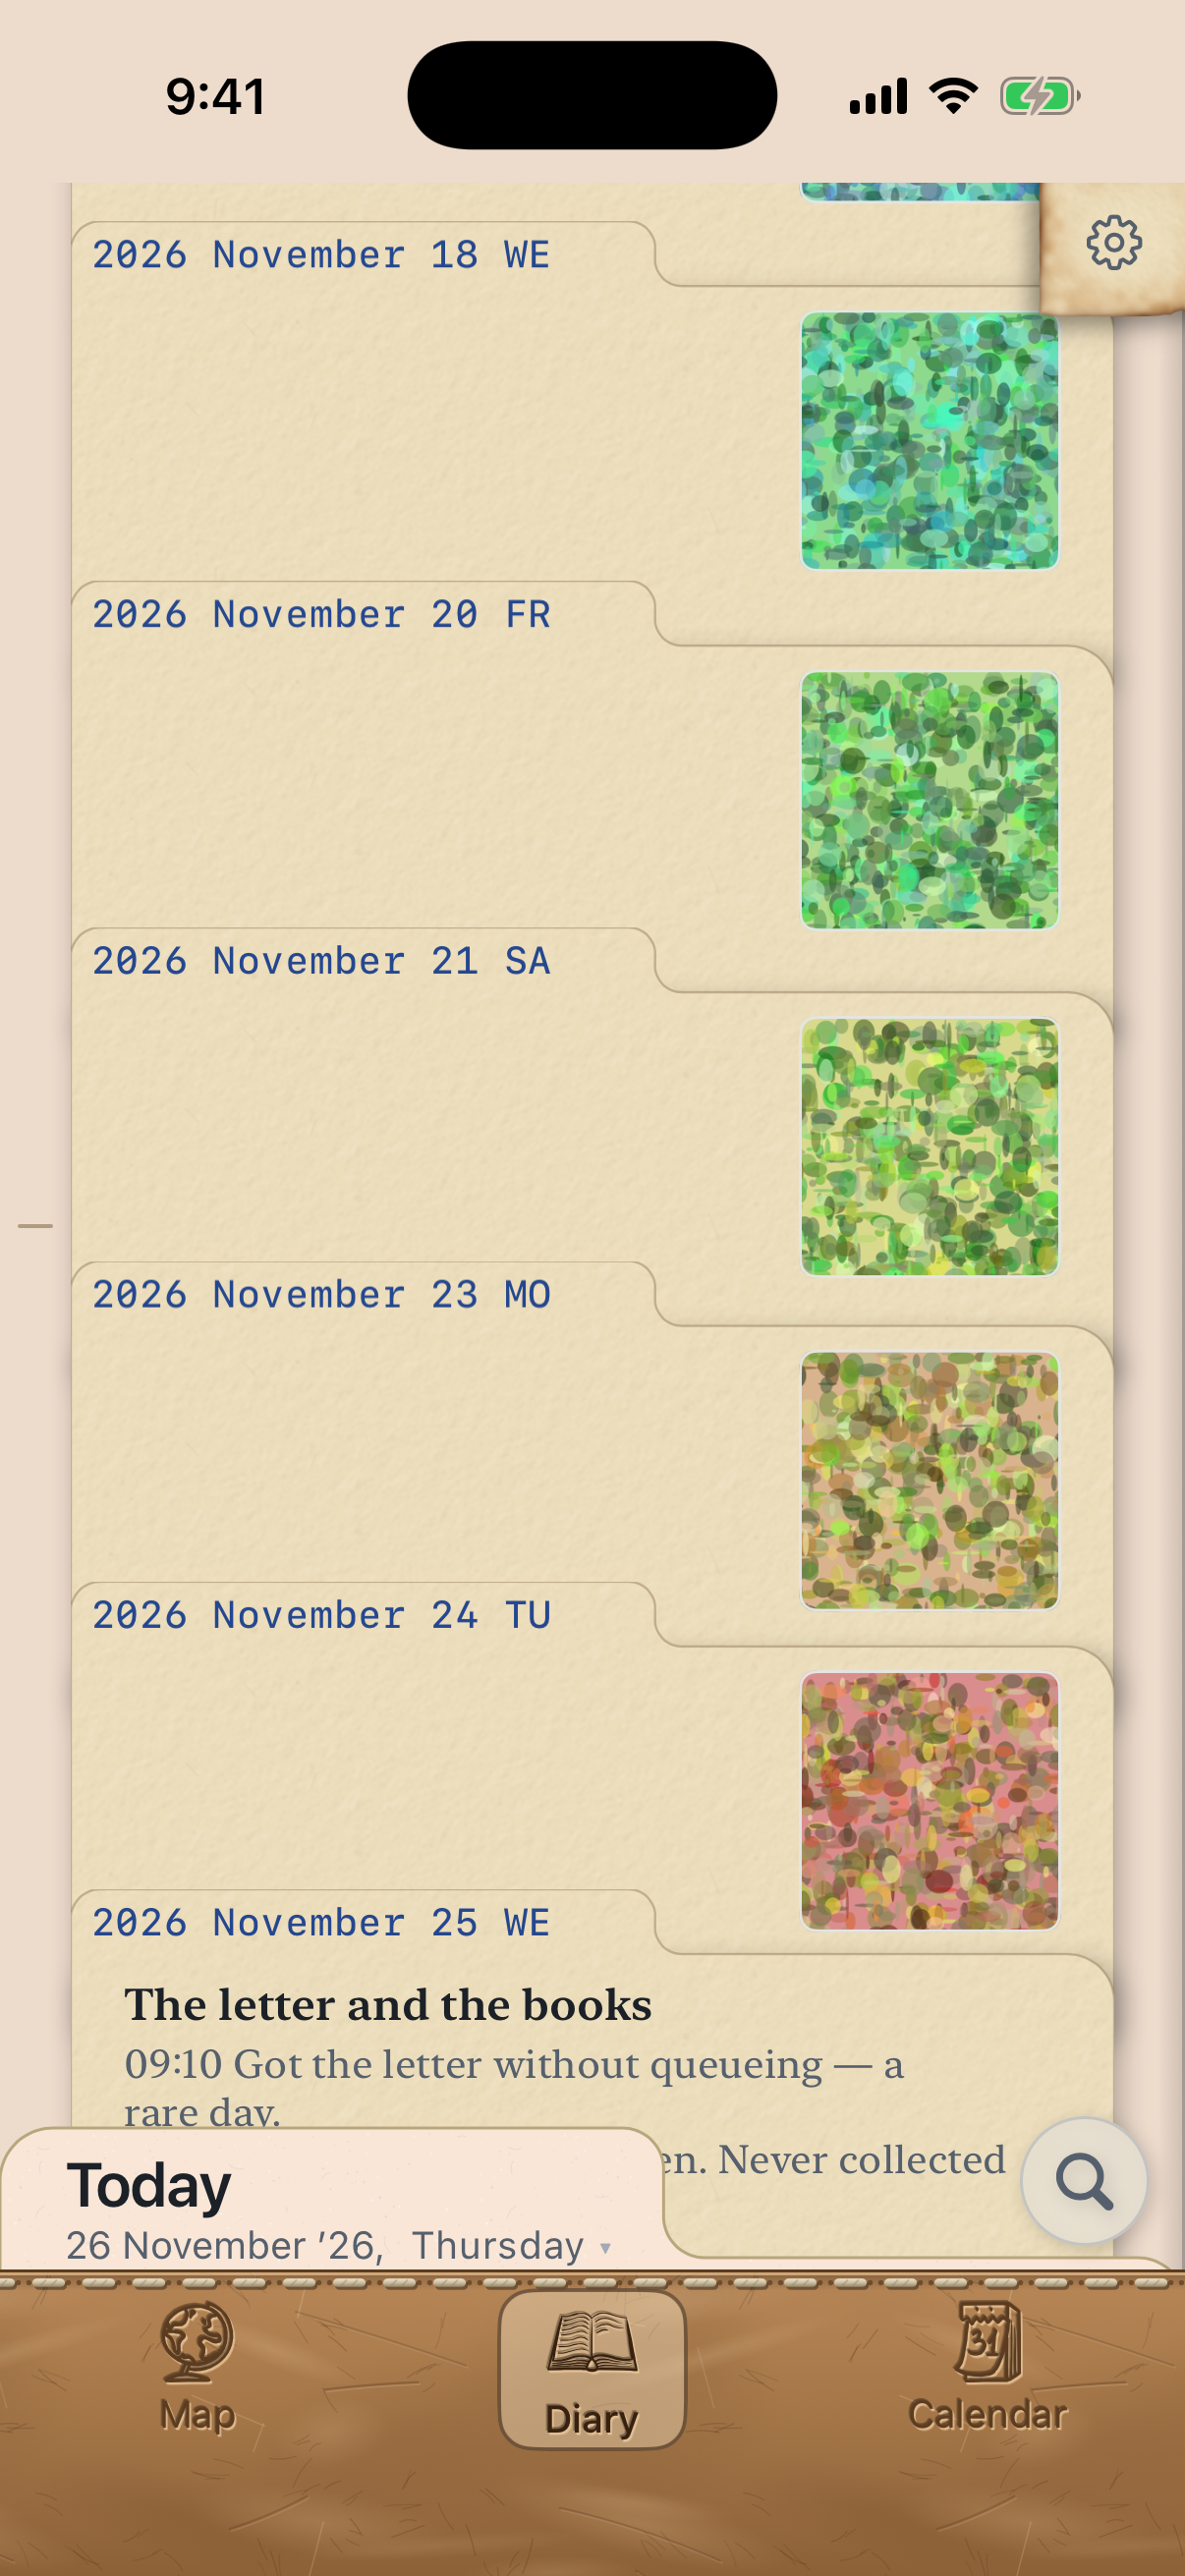 9:41
2026 November 18 WE
2026 November 20 FR
2026 November 21 SA
2026 November 23 MO
2026 November 24 TU
2026 November 25 WE
The letter and the books
09:10 Got the letter without queueing — a
rare day.
en. Never collected
Today
26 November ’26, Thursday ▾
31
Map
Diary
Calendar